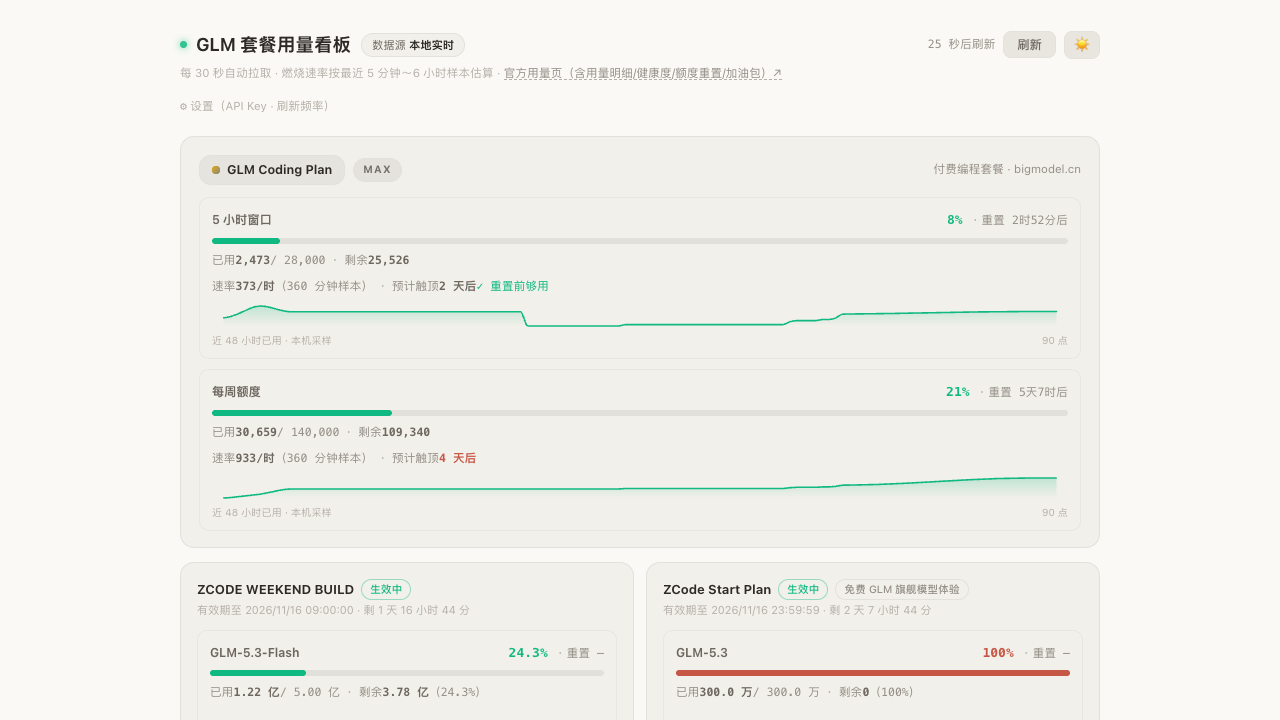 GLM 套餐用量看板 数据源 本地实时 25 秒后刷新 刷新
每 30 秒自动拉取 · 燃烧速率按最近 5 分钟～6 小时样本估算 · 官方用量页（含用量明细/健康度/额度重置/加油包）↗
⚙ 设置（API Key · 刷新频率）
GLM Coding Plan MAX 付费编程套餐 · bigmodel.cn
5 小时窗口 8% · 重置 2时52分后
已用2,473/ 28,000 · 剩余25,526
速率373/时（360 分钟样本） · 预计触顶2 天后✓ 重置前够用
近 48 小时已用 · 本机采样 90 点
每周额度 21% · 重置 5天7时后
已用30,659/ 140,000 · 剩余109,340
速率933/时（360 分钟样本） · 预计触顶4 天后
近 48 小时已用 · 本机采样 90 点
ZCODE WEEKEND BUILD 生效中
有效期至 2026/11/16 09:00:00 · 剩 1 天 16 小时 44 分
GLM-5.3-Flash 24.3% · 重置 —
已用1.22 亿/ 5.00 亿 · 剩余3.78 亿（24.3%）
ZCode Start Plan 生效中 免费 GLM 旗舰模型体验
有效期至 2026/11/16 23:59:59 · 剩 2 天 7 小时 44 分
GLM-5.3 100% · 重置 —
已用300.0 万/ 300.0 万 · 剩余0（100%）